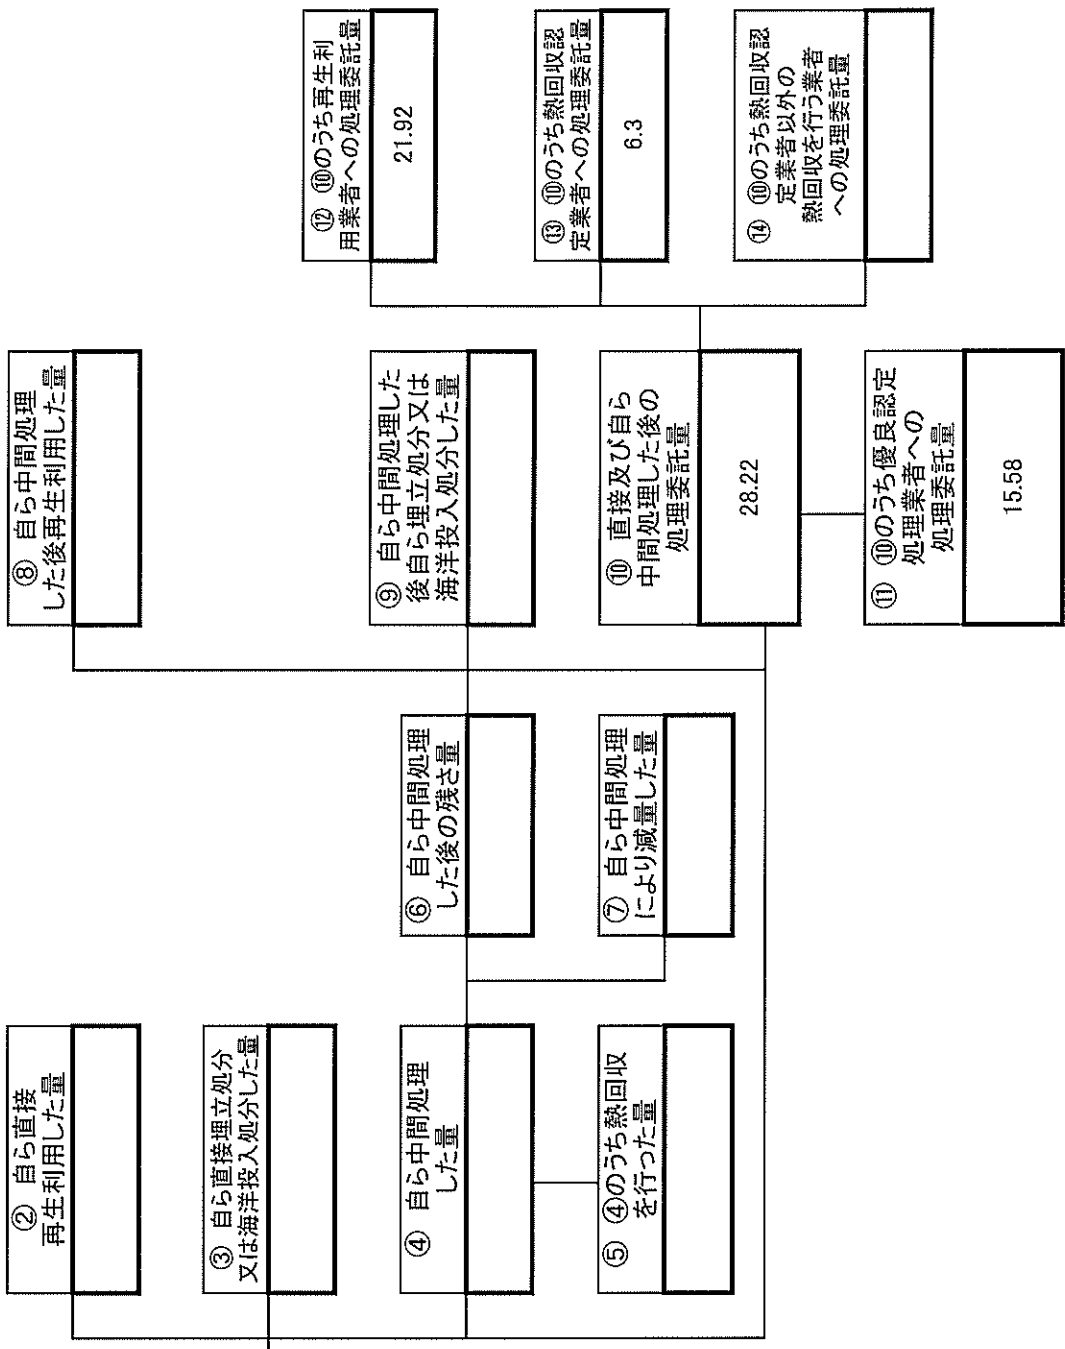 ② 自ら直接
再生利用した量
③ 自ら直接埋立処分
又は海洋投入処分した量
④ 自ら中間処理
した量
⑤ ④のうち熱回収
を行った量
⑥ 自ら中間処理
した後の残さ量
⑦ 自ら中間処理
により減量した量
⑧ 自ら中間処理
した後再生利用した量
⑨ 自ら中間処理した
後自ら埋立処分又は
海洋投入処分した量
⑩ 直接及び自ら
中間処理した後の
処理委託量
28.22
⑪ ⑩のうち優良認定
処理業者への
処理委託量
15.58
⑫ ⑩のうち再生利
用業者への処理委託量
21.92
⑬ ⑩のうち熱回収認
定業者への処理委託量
6.3
⑭ ⑩のうち熱回収認
定業者以外の
熱回収を行う業者
への処理委託量